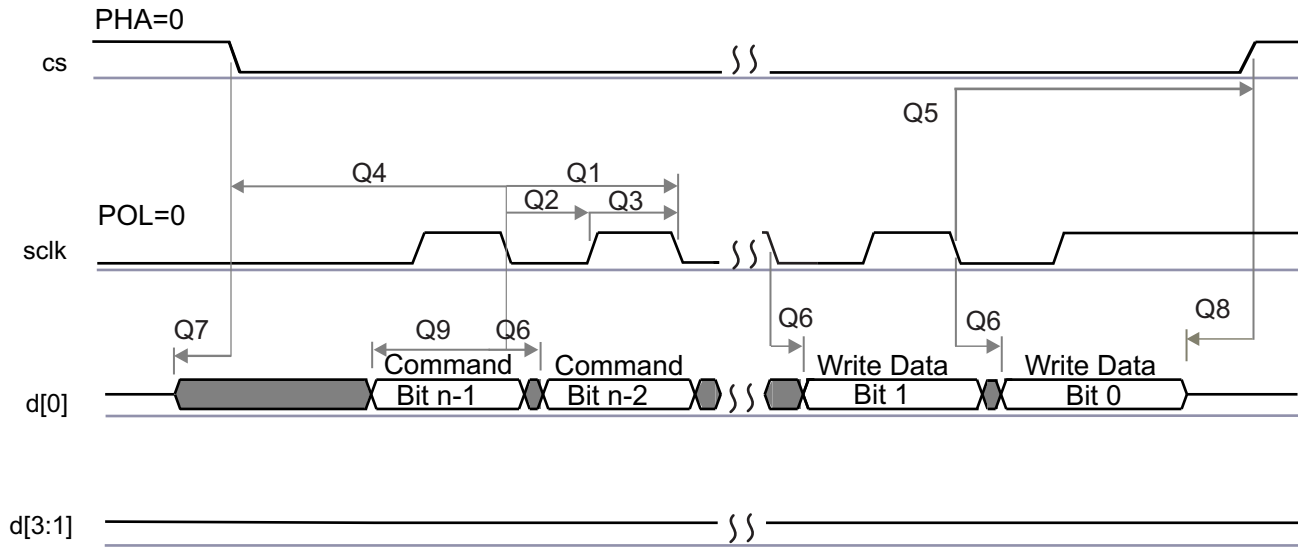 PHA=0
cs
Q5
Q4 Q1
Q2 Q3
POL=0
sclk
Q7 Q9 Q6 Q6 Q6 Q8
Command Command Write Data Write Data
d[0] Bit n-1 Bit n-2 Bit 1 Bit 0
d[3:1]